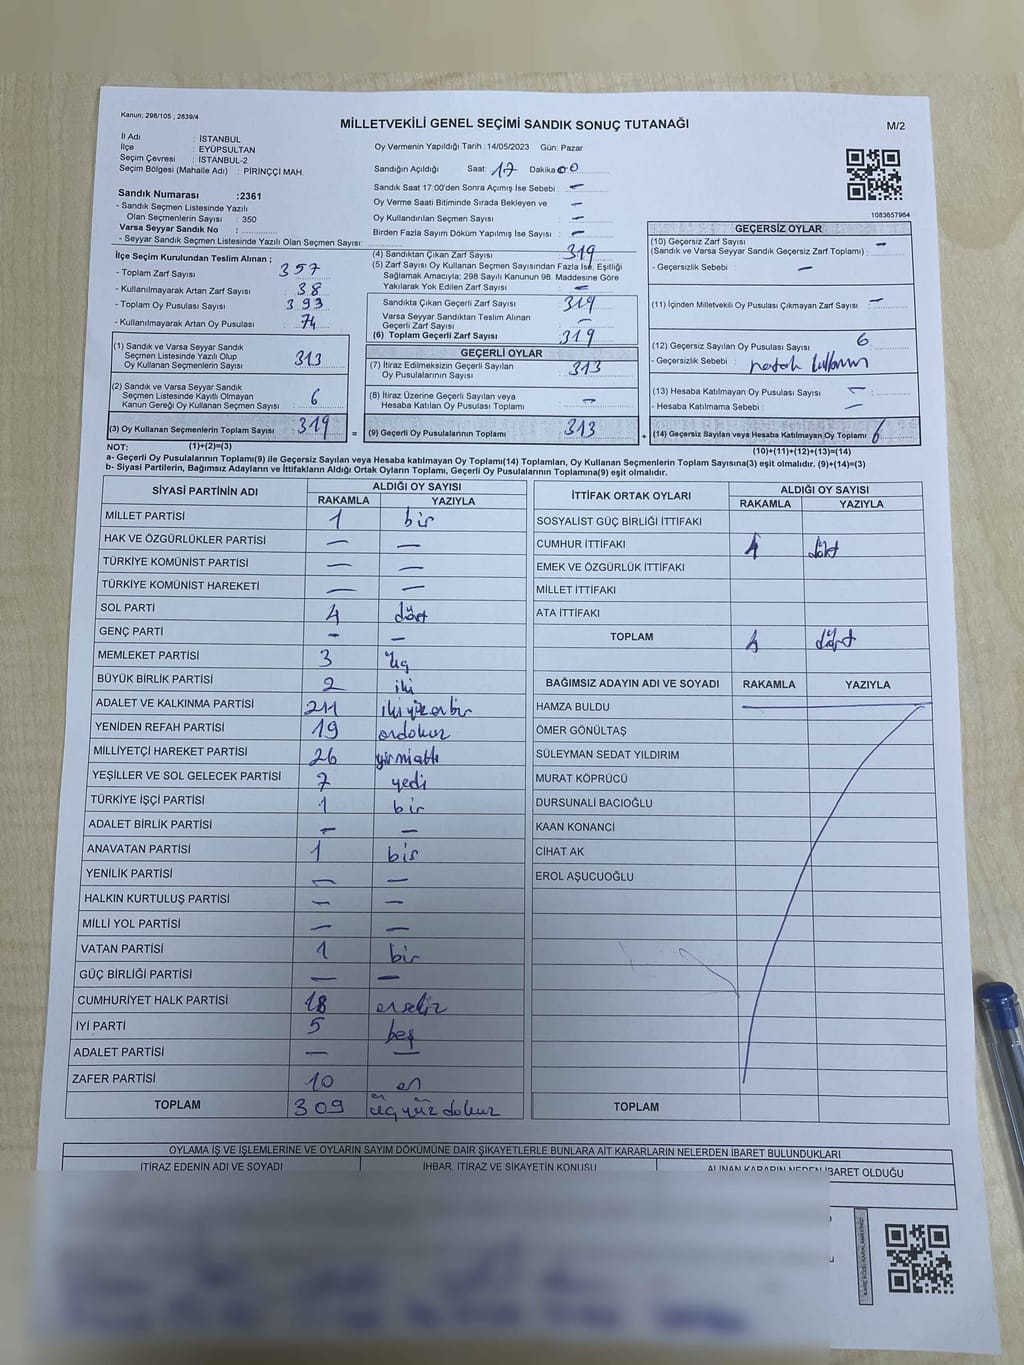 Kanun; 298/105 , 2839/4
MİLLETVEKİLİ GENEL SEÇİMİ SANDIK SONUÇ TUTANAĞI
M/2
İl Adı : İSTANBUL
İlçe : EYÜPSULTAN
Seçim Çevresi : İSTANBUL-2
Seçim Bölgesi (Mahalle Adı) : PİRİNÇÇİ MAH.
Oy Vermenin Yapıldığı Tarih : 14/05/2023 Gün: Pazar
Sandığın Açıldığı Saat: 17 Dakika 00
Sandık Saat 17:00'den Sonra Açımış İse Sebebi : —
Oy Verme Saati Bitiminde Sırada Bekleyen ve : —
Oy Kullandırılan Seçmen Sayısı : —
Birden Fazla Sayım Döküm Yapılmış İse Sayısı : —
1083657964
Sandık Numarası :2361
- Sandık Seçmen Listesinde Yazılı
Olan Seçmenlerin Sayısı : 350
Varsa Seyyar Sandık No :
- Seyyar Sandık Seçmen Listesinde Yazılı Olan Seçmen Sayısı:
İlçe Seçim Kurulundan Teslim Alınan ;
- Toplam Zarf Sayısı : 357
- Kullanılmayarak Artan Zarf Sayısı : 38
- Toplam Oy Pusulası Sayısı : 393
- Kullanılmayarak Artan Oy Pusulası : 74
(1) Sandık ve Varsa Seyyar Sandık
Seçmen Listesinde Yazılı Olup
Oy Kullanan Seçmenlerin Sayısı : 313
(2) Sandık ve Varsa Seyyar Sandık
Seçmen Listesinde Kayıtlı Olmayan
Kanun Gereği Oy Kullanan Seçmen Sayısı : 6
(3) Oy Kullanan Seçmenlerin Toplam Sayısı : 319
(4) Sandıktan Çıkan Zarf Sayısı : 319
(5) Zarf Sayısı Oy Kullanan Seçmen Sayısından Fazla İse, Eşitliği
Sağlamak Amacıyla; 298 Sayılı Kanunun 98. Maddesine Göre
Yakılarak Yok Edilen Zarf Sayısı : —
Sandıkta Çıkan Geçerli Zarf Sayısı : 319
Varsa Seyyar Sandıktan Teslim Alınan
Geçerli Zarf Sayısı : —
(6) Toplam Geçerli Zarf Sayısı : 319
GEÇERLİ OYLAR
(7) İtiraz Edilmeksizin Geçerli Sayılan
Oy Pusulalarının Sayısı : 313
(8) İtiraz Üzerine Geçerli Sayılan veya
Hesaba Katılan Oy Pusulası Toplamı : —
= (9) Geçerli Oy Pusulalarının Toplamı : 313 +
GEÇERSİZ OYLAR
(10) Geçersiz Zarf Sayısı : —
(Sandık ve Varsa Seyyar Sandık Geçersiz Zarf Toplamı)
- Geçersizlik Sebebi : —
(11) İçinden Milletvekili Oy Pusulası Çıkmayan Zarf Sayısı : —
(12) Geçersiz Sayılan Oy Pusulası Sayısı : 6
- Geçersizlik Sebebi :
(13) Hesaba Katılmayan Oy Pusulası Sayısı : —
- Hesaba Katılmama Sebebi : —
(14) Geçersiz Sayılan veya Hesaba Katılmayan Oy Toplamı : 6
NOT: (1)+(2)=(3)
(10)+(11)+(12)+(13)=(14)
a- Geçerli Oy Pusulalarının Toplamı(9) ile Geçersiz Sayılan veya Hesaba Katılmayan Oy Toplamı(14) Toplamları, Oy Kullanan Seçmenlerin Toplam Sayısına(3) eşit olmalıdır. (9)+(14)=(3)
b- Siyasi Partilerin, Bağımsız Adayların ve İttifakların Aldığı Ortak Oyların Toplamı, Geçerli Oy Pusulalarının Toplamına(9) eşit olmalıdır.
SİYASİ PARTİNİN ADI ALDIĞI OY SAYISI
RAKAMLA YAZIYLA
MİLLET PARTİSİ 1 bir
HAK VE ÖZGÜRLÜKLER PARTİSİ — —
TÜRKİYE KOMÜNİST PARTİSİ — —
TÜRKİYE KOMÜNİST HAREKETİ — —
SOL PARTİ 4 dört
GENÇ PARTİ — —
MEMLEKET PARTİSİ 3 üç
BÜYÜK BİRLİK PARTİSİ 2 iki
ADALET VE KALKINMA PARTİSİ 211 ikiyüzonbir
YENİDEN REFAH PARTİSİ 19 ondokuz
MİLLİYETÇİ HAREKET PARTİSİ 26 yirmialtı
YEŞİLLER VE SOL GELECEK PARTİSİ 7 yedi
TÜRKİYE İŞÇİ PARTİSİ 1 bir
ADALET BİRLİK PARTİSİ — —
ANAVATAN PARTİSİ 1 bir
YENİLİK PARTİSİ — —
HALKIN KURTULUŞ PARTİSİ — —
MİLLİ YOL PARTİSİ — —
VATAN PARTİSİ 1 bir
GÜÇ BİRLİĞİ PARTİSİ — —
CUMHURİYET HALK PARTİSİ 18 onsekiz
İYİ PARTİ 5 beş
ADALET PARTİSİ — —
ZAFER PARTİSİ 10 on
TOPLAM 309 üçyüz dokuz
İTTİFAK ORTAK OYLARI ALDIĞI OY SAYISI
RAKAMLA YAZIYLA
SOSYALİST GÜÇ BİRLİĞİ İTTİFAKI
CUMHUR İTTİFAKI 4 dört
EMEK VE ÖZGÜRLÜK İTTİFAKI
MİLLET İTTİFAKI
ATA İTTİFAKI
TOPLAM 4 dört
BAĞIMSIZ ADAYIN ADI VE SOYADI RAKAMLA YAZIYLA
HAMZA BULDU
ÖMER GÖNÜLTAŞ
SÜLEYMAN SEDAT YILDIRIM
MURAT KÖPRÜCÜ
DURSUNALİ BACIOĞLU
KAAN KONANCİ
CİHAT AK
EROL AŞUCUOĞLU
TOPLAM
OYLAMA İŞ VE İŞLEMLERİNE VE OYLARIN SAYIM DÖKÜMÜNE DAİR ŞİKAYETLERLE BUNLARA AİT KARARLARIN NELERDEN İBARET BULUNDUKLARI
İTİRAZ EDENİN ADI VE SOYADI İHBAR, İTİRAZ VE ŞİKAYETİN KONUSU ALINAN KARARIN NEDEN İBARET OLDUĞU